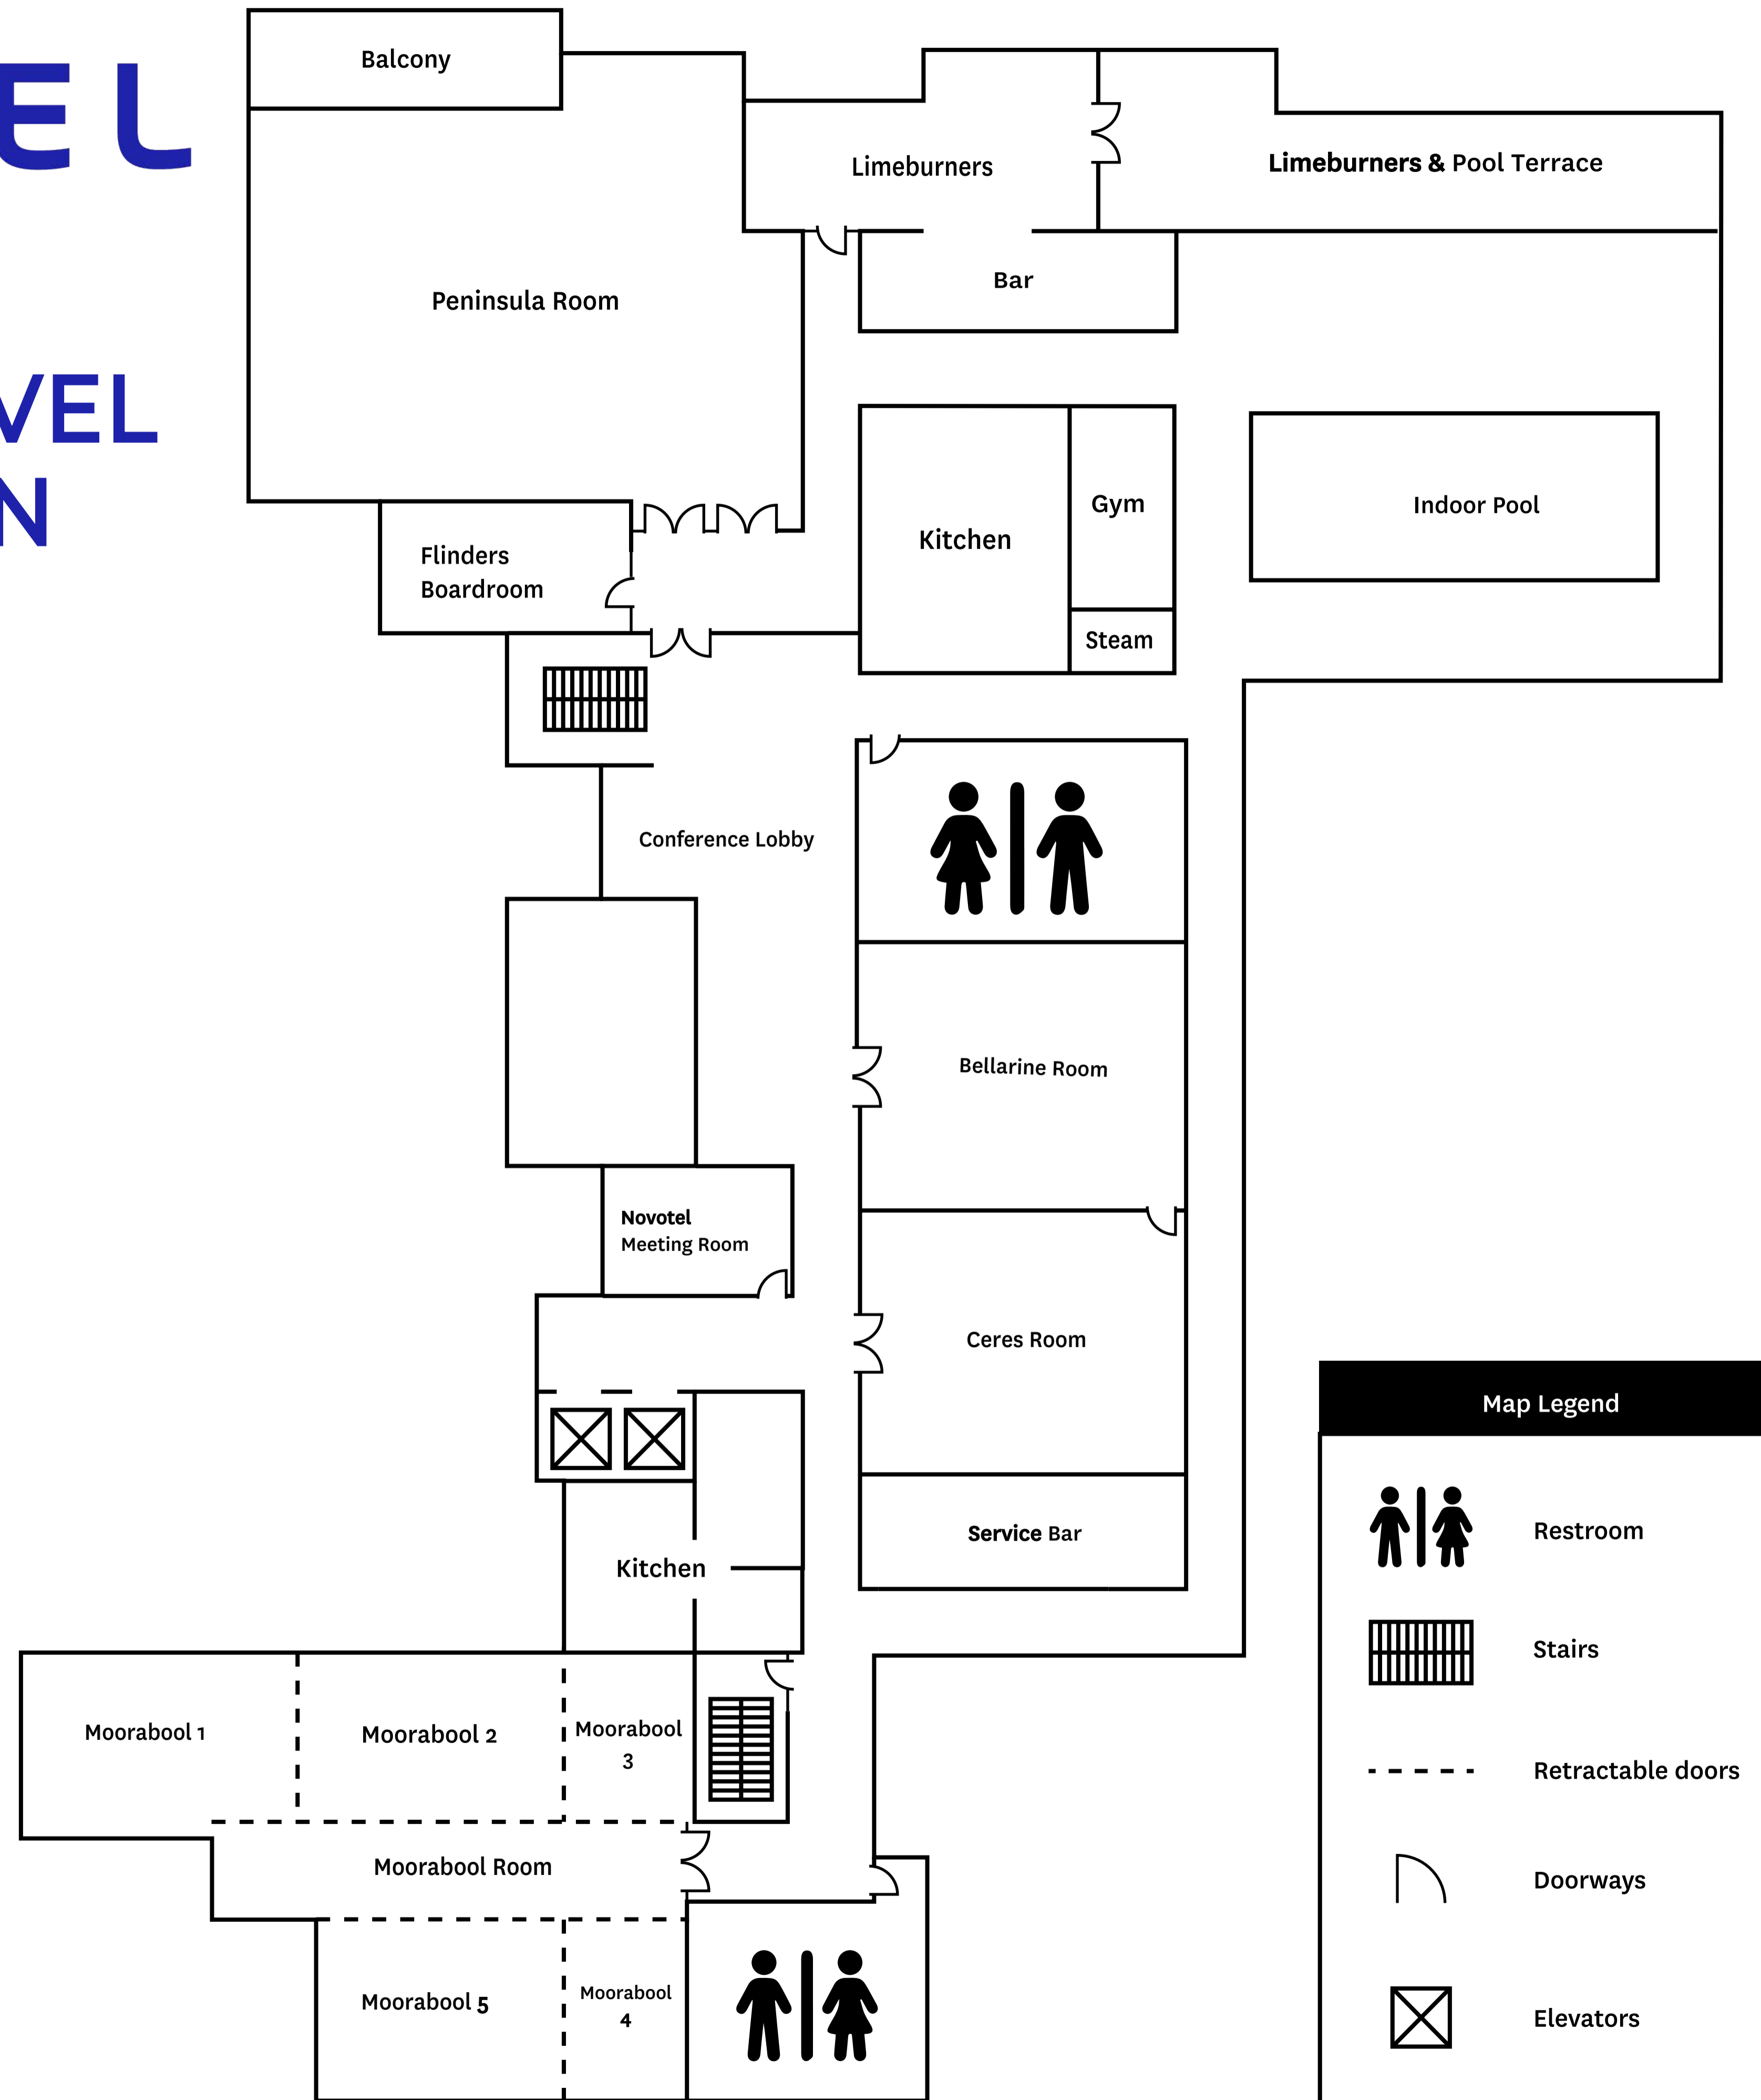 EL
VEL
N
Balcony
Limeburners
Limeburners & Pool Terrace
Bar
Peninsula Room
Flinders
Boardroom
Kitchen
Gym
Steam
Indoor Pool
Conference Lobby
Bellarine Room
Novotel
Meeting Room
Ceres Room
Service Bar
Kitchen
Moorabool 1
Moorabool 2
Moorabool
3
Moorabool Room
Moorabool 5
Moorabool
4
Map Legend
Restroom
Stairs
Retractable doors
Doorways
Elevators